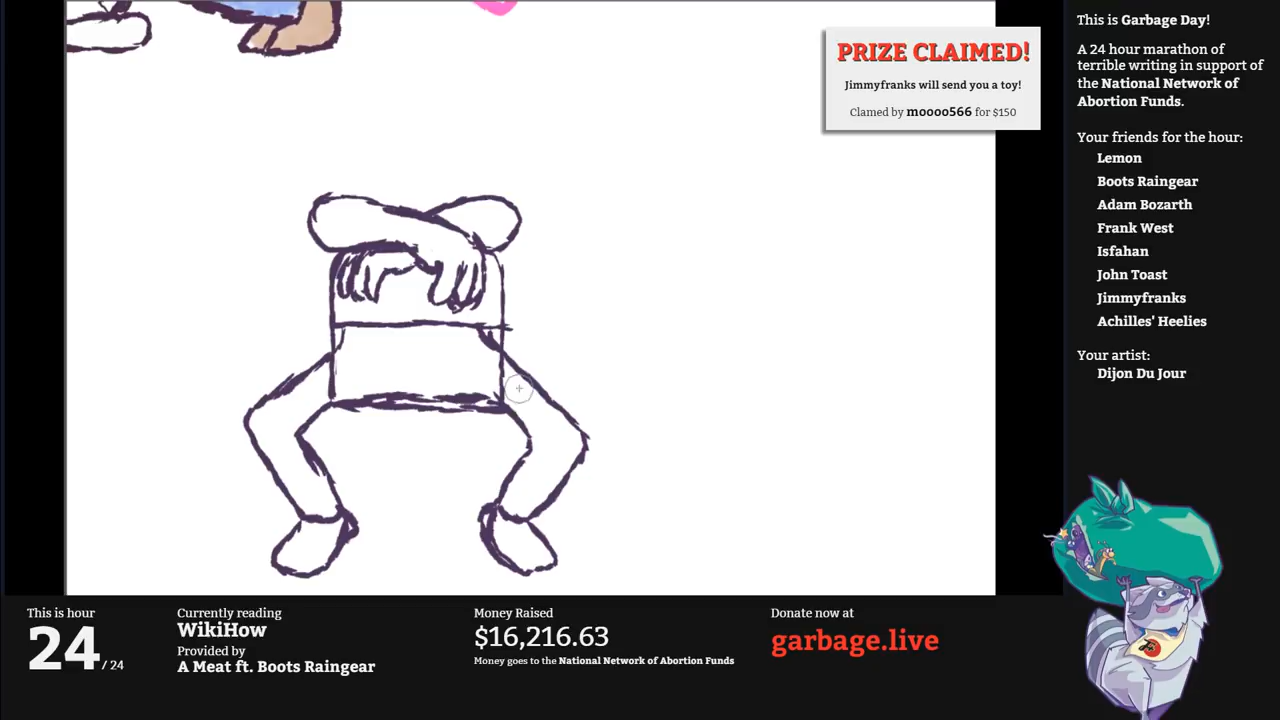 PRIZE CLAIMED!
Jimmyfranks will send you a toy!
Clamed by moooo566 for $150
This is Garbage Day!
A 24 hour marathon of
terrible writing in support of
the National Network of
Abortion Funds.
Your friends for the hour:
Lemon
Boots Raingear
Adam Bozarth
Frank West
Isfahan
John Toast
Jimmyfranks
Achilles' Heelies
Your artist:
Dijon Du Jour
This is hour
24 / 24
Currently reading
WikiHow
Provided by
A Meat ft. Boots Raingear
Money Raised
$16,216.63
Money goes to the National Network of Abortion Funds
Donate now at
garbage.live